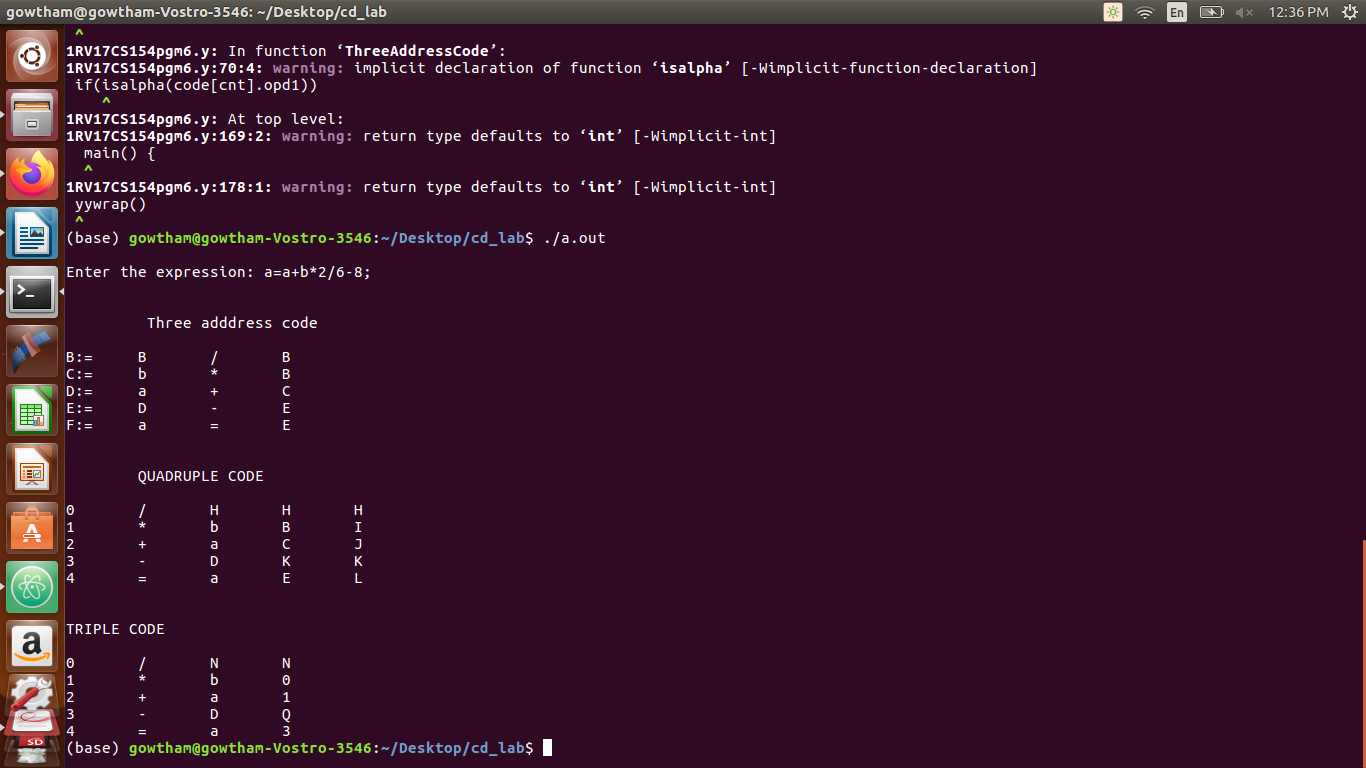 gowtham@gowtham-Vostro-3546: ~/Desktop/cd_lab En 12:36 PM
^
1RV17CS154pgm6.y: In function ‘ThreeAddressCode’:
1RV17CS154pgm6.y:70:4: warning: implicit declaration of function ‘isalpha’ [-Wimplicit-function-declaration]
if(isalpha(code[cnt].opd1))
^
1RV17CS154pgm6.y: At top level:
1RV17CS154pgm6.y:169:2: warning: return type defaults to ‘int’ [-Wimplicit-int]
main() {
^
1RV17CS154pgm6.y:178:1: warning: return type defaults to ‘int’ [-Wimplicit-int]
yywrap()
^
(base) gowtham@gowtham-Vostro-3546:~/Desktop/cd_lab$ ./a.out
Enter the expression: a=a+b*2/6-8;
Three adddress code
B:= B / B
C:= b * B
D:= a + C
E:= D - E
F:= a = E
QUADRUPLE CODE
0 / H H H
1 * b B I
2 + a C J
3 - D K K
4 = a E L
TRIPLE CODE
0 / N N
1 * b 0
2 + a 1
3 - D Q
4 = a 3
(base) gowtham@gowtham-Vostro-3546:~/Desktop/cd_lab$